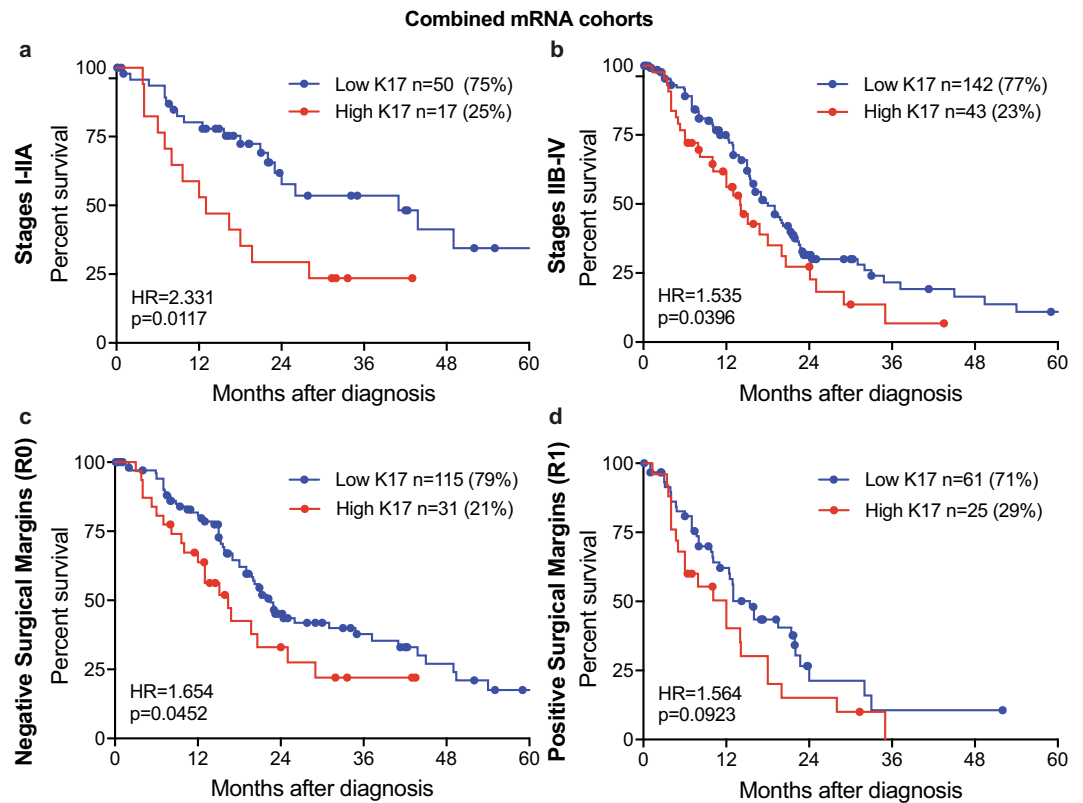 Combined mRNA cohorts
a
Stages I-IIA
Percent survival
100
75
50
25
0
Low K17 n=50 (75%)
High K17 n=17 (25%)
HR=2.331
p=0.0117
0 12 24 36 48 60
Months after diagnosis
b
Stages IIB-IV
Percent survival
100
75
50
25
0
Low K17 n=142 (77%)
High K17 n=43 (23%)
HR=1.535
p=0.0396
0 12 24 36 48 60
Months after diagnosis
c
Negative Surgical Margins (R0)
Percent survival
100
75
50
25
0
Low K17 n=115 (79%)
High K17 n=31 (21%)
HR=1.654
p=0.0452
0 12 24 36 48 60
Months after diagnosis
d
Positive Surgical Margins (R1)
Percent survival
100
75
50
25
0
Low K17 n=61 (71%)
High K17 n=25 (29%)
HR=1.564
p=0.0923
0 12 24 36 48 60
Months after diagnosis